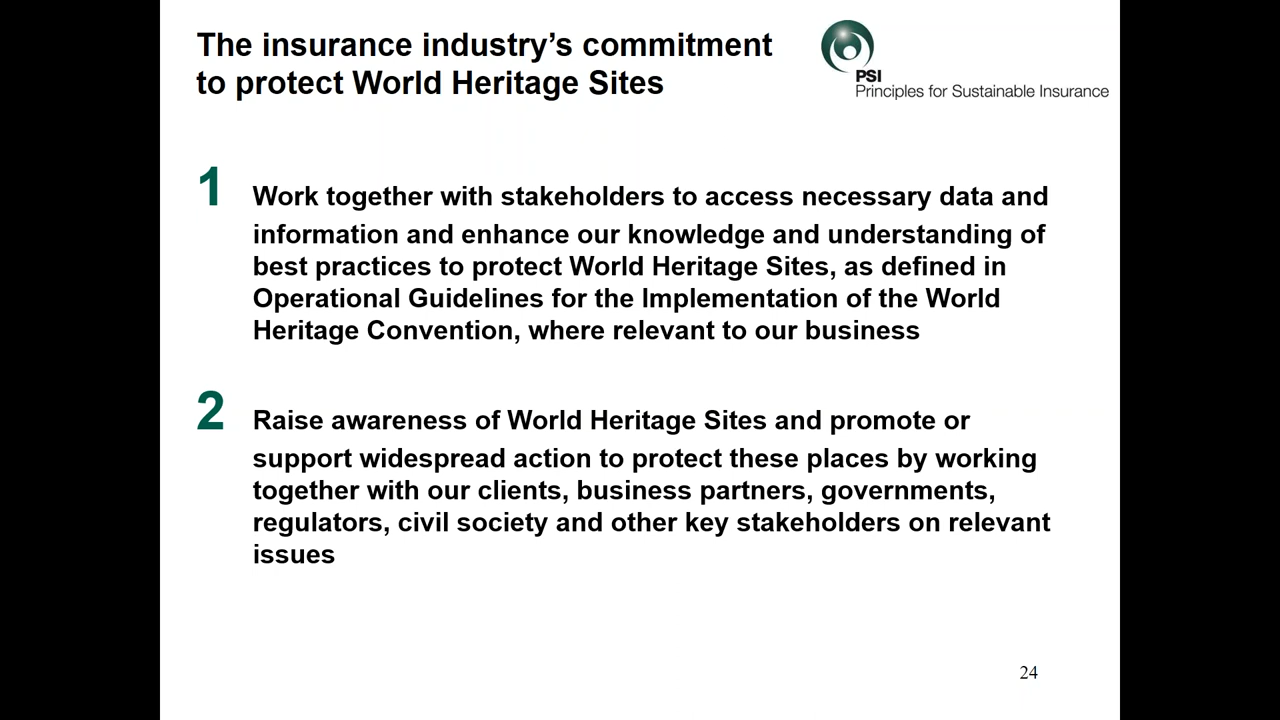 The insurance industry’s commitment
to protect World Heritage Sites
PSI
Principles for Sustainable Insurance
1 Work together with stakeholders to access necessary data and
information and enhance our knowledge and understanding of
best practices to protect World Heritage Sites, as defined in
Operational Guidelines for the Implementation of the World
Heritage Convention, where relevant to our business
2 Raise awareness of World Heritage Sites and promote or
support widespread action to protect these places by working
together with our clients, business partners, governments,
regulators, civil society and other key stakeholders on relevant
issues
24